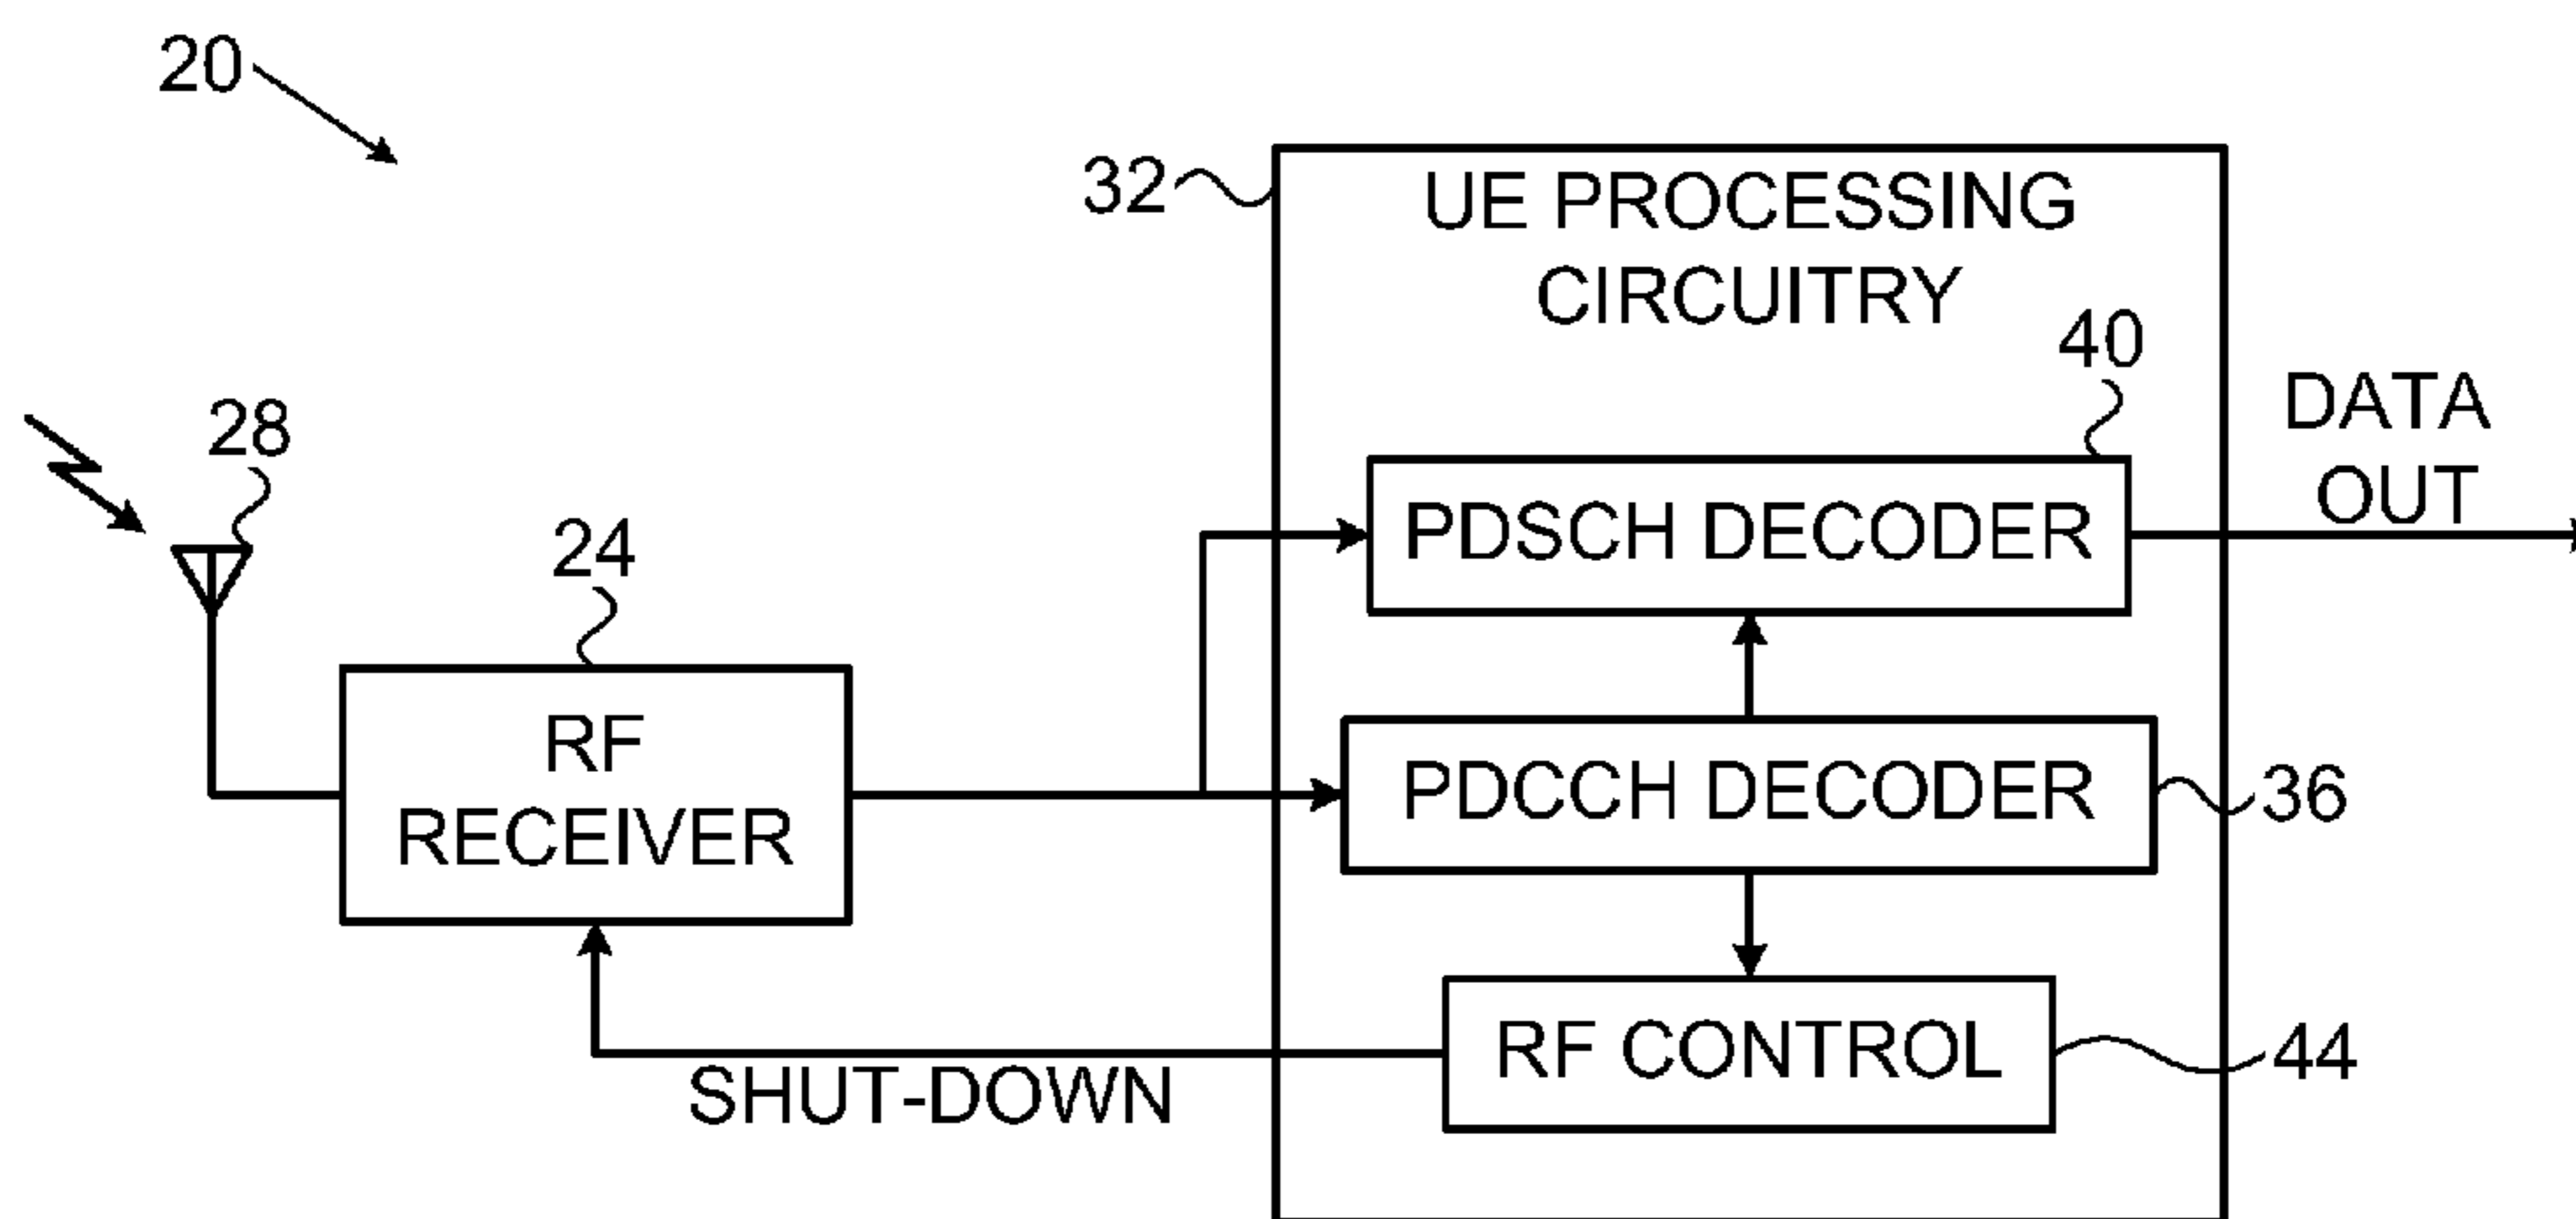 20
32
UE PROCESSING
CIRCUITRY
40
DATA
OUT
28
PDSCH DECODER
24
RF
RECEIVER
PDCCH DECODER
36
RF CONTROL
44
SHUT-DOWN